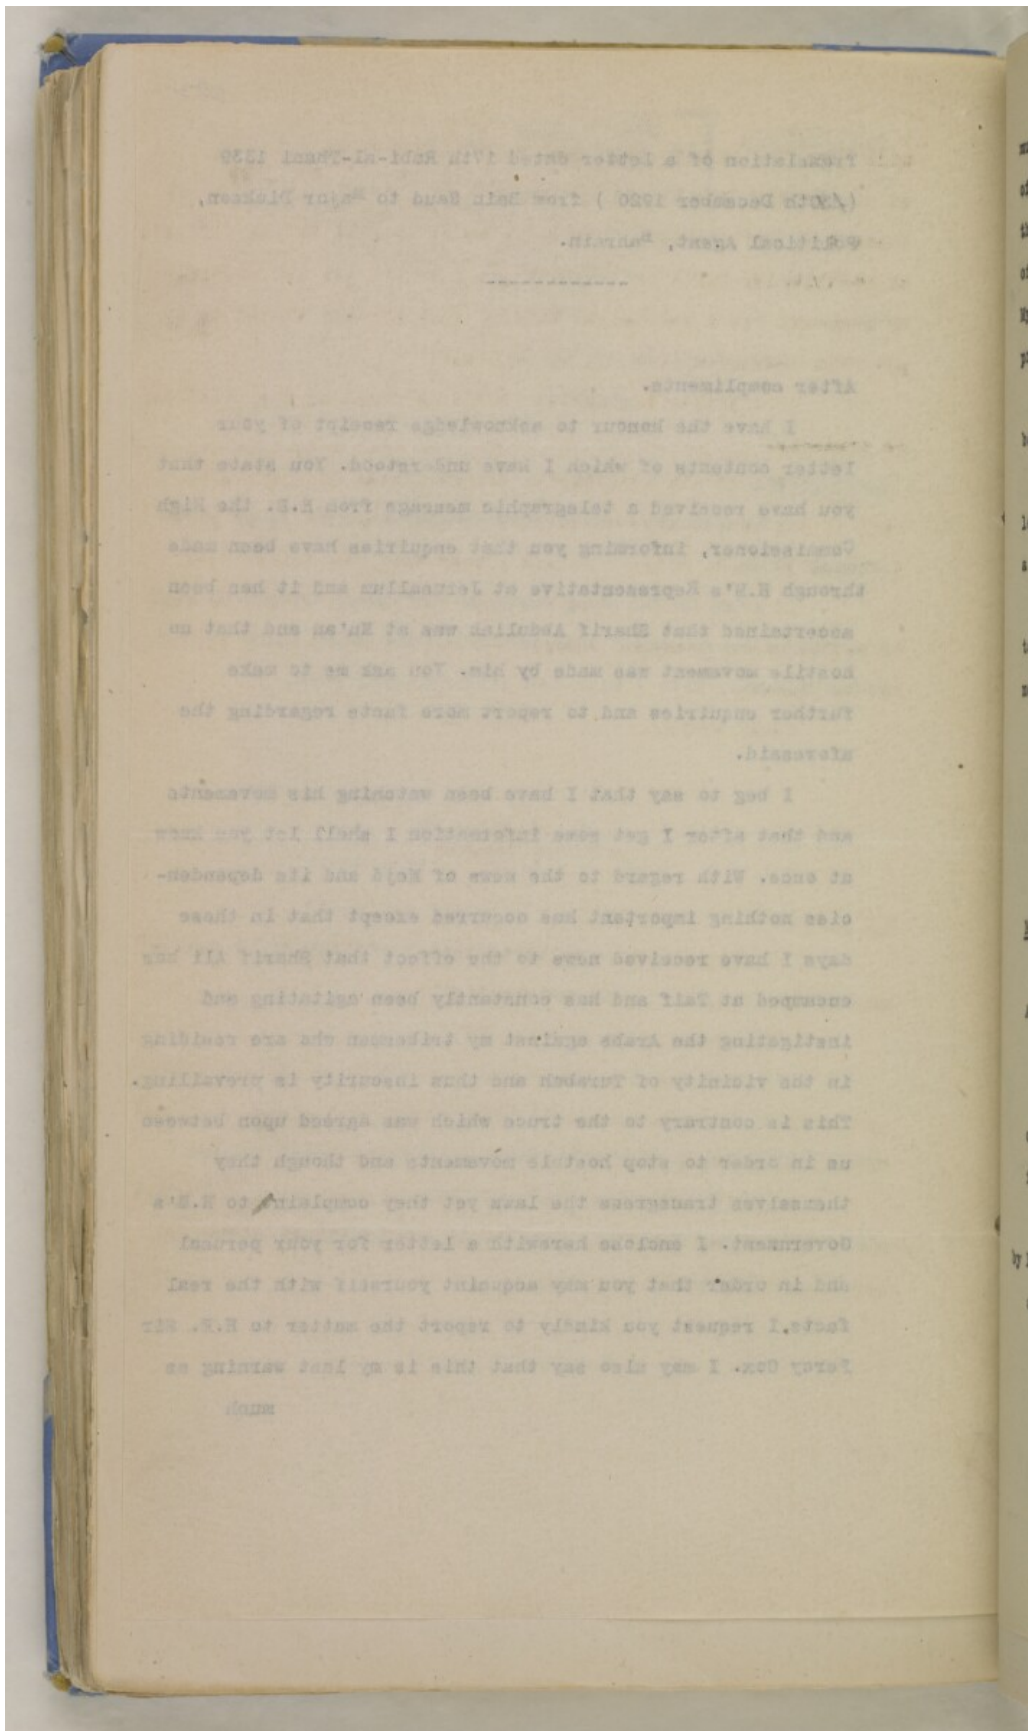 Translation of a letter dated 17th Rabi-al-Thani 1339
(30th December 1920 ) from Bain Saud to Major Dickson,
Political Agent, Bahrain.
------------
After compliments.
I have the honour to acknowledge receipt of your
letter contents of which I have understood. You state that
you have received a telegraphic message from H.E. the High
Commissioner, informing you that enquiries have been made
through H.M's Representative at Jerusallum and it has been
ascertained that Sharif Abdullah was at Ma'an and that no
hostile movement was made by him. You ask me to make
further enquiries and to report more facts regarding the
aforesaid.
I beg to say that I have been watching his movements
and that after I get some information I shall let you know
at once. With regard to the news of Nejd and its dependen-
cies nothing important has occurred except that in these
days I have received news to the effect that Sharif Ali has
encamped at Taif and has constantly been agitating and
instigating the Arabs against my tribesmen who are residing
in the vicinity of Turabah and thus insecurity is prevailing.
This is contrary to the truce which was agreed upon between
us in order to stop hostile movements and though they
themselves transgress the laws yet they complain to H.B's
Government. I enclose herewith a letter for your perusal
and in order that you may acquaint yourself with the real
facts, I request you kindly to report the matter to H.E. Sir
Percy Cox. I may also say that this is my last warning as
much